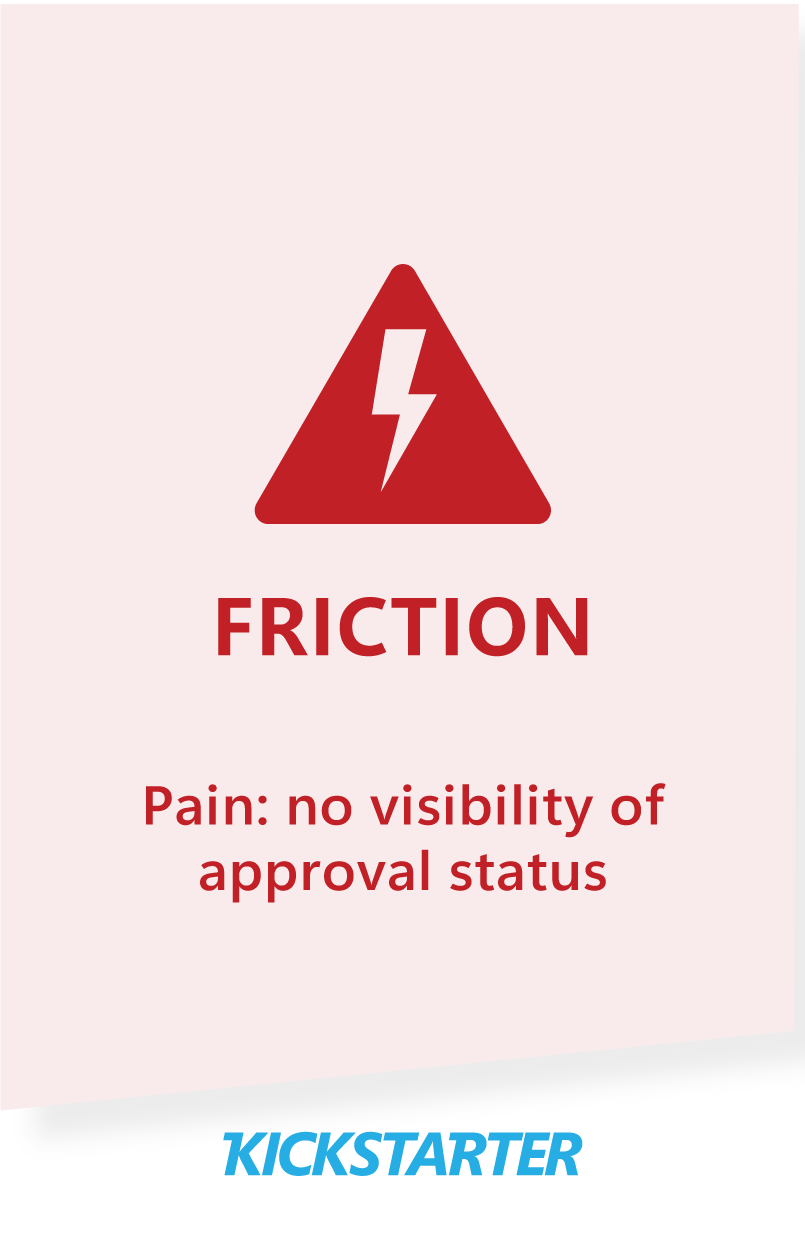 FRICTION
Pain: no visibility of
approval status
KICKSTARTER